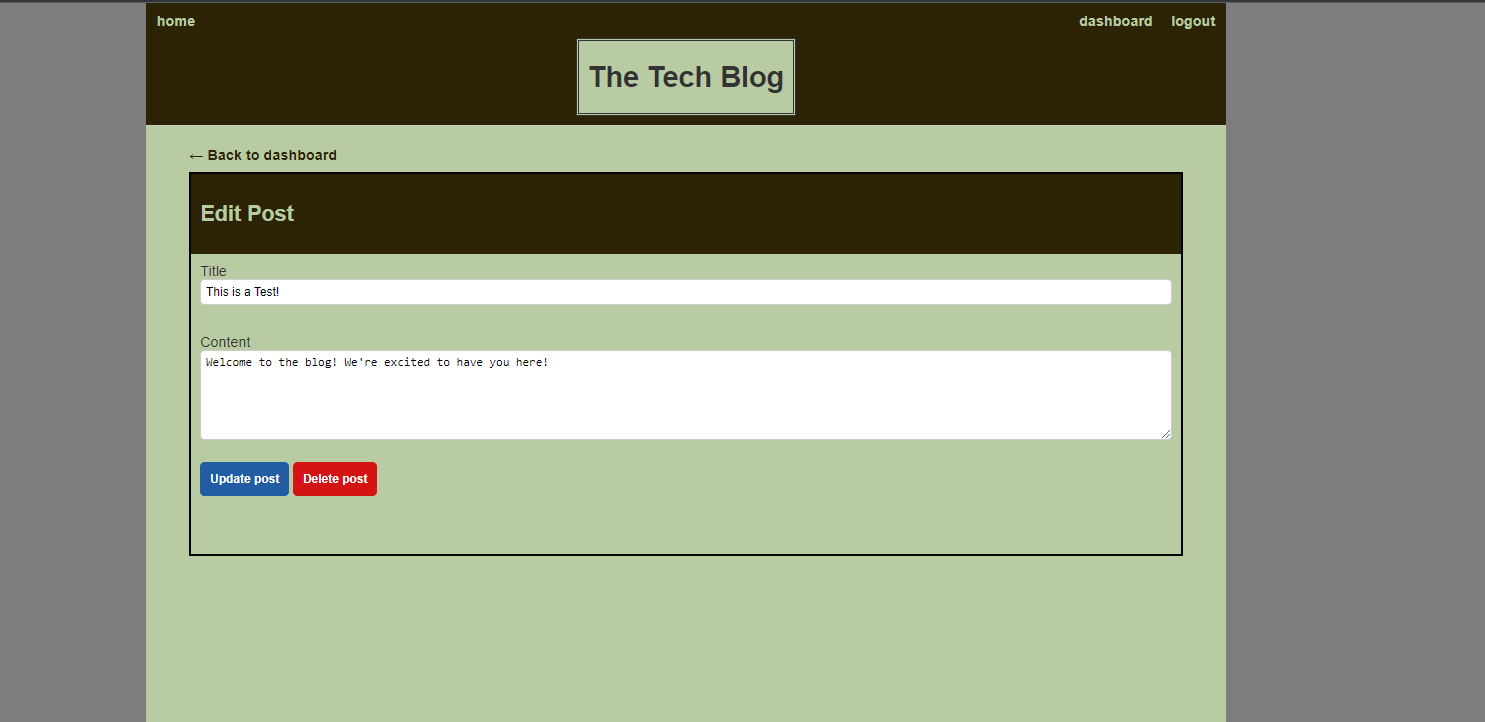 home
dashboard
logout
The Tech Blog
← Back to dashboard
Edit Post
Title
This is a Test!
Content
Welcome to the blog! We're excited to have you here!
Update post
Delete post